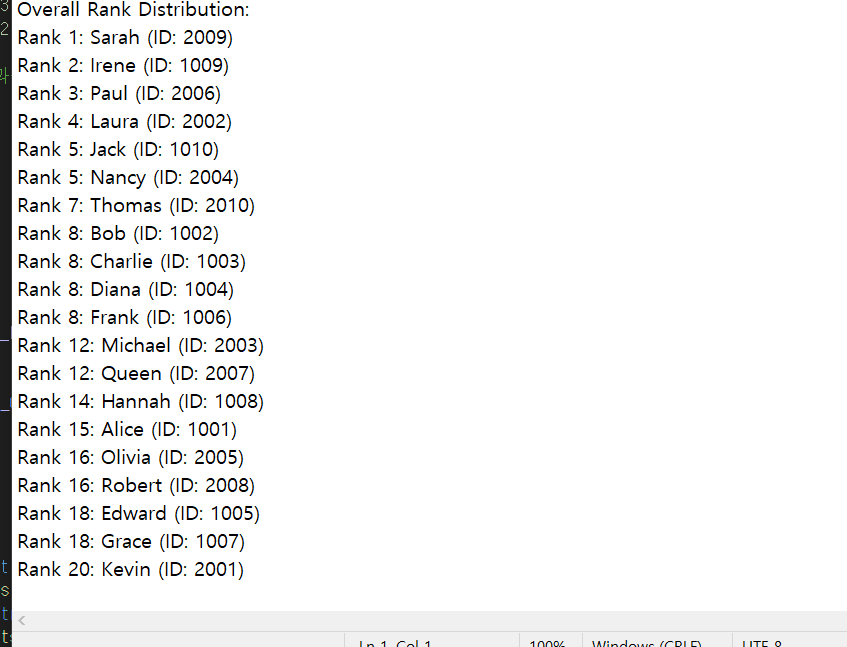 Overall Rank Distribution:
Rank 1: Sarah (ID: 2009)
Rank 2: Irene (ID: 1009)
Rank 3: Paul (ID: 2006)
Rank 4: Laura (ID: 2002)
Rank 5: Jack (ID: 1010)
Rank 5: Nancy (ID: 2004)
Rank 7: Thomas (ID: 2010)
Rank 8: Bob (ID: 1002)
Rank 8: Charlie (ID: 1003)
Rank 8: Diana (ID: 1004)
Rank 8: Frank (ID: 1006)
Rank 12: Michael (ID: 2003)
Rank 12: Queen (ID: 2007)
Rank 14: Hannah (ID: 1008)
Rank 15: Alice (ID: 1001)
Rank 16: Olivia (ID: 2005)
Rank 16: Robert (ID: 2008)
Rank 18: Edward (ID: 1005)
Rank 18: Grace (ID: 1007)
Rank 20: Kevin (ID: 2001)
Ln 1, Col 1 100% Windows (CRLF) UTF-8